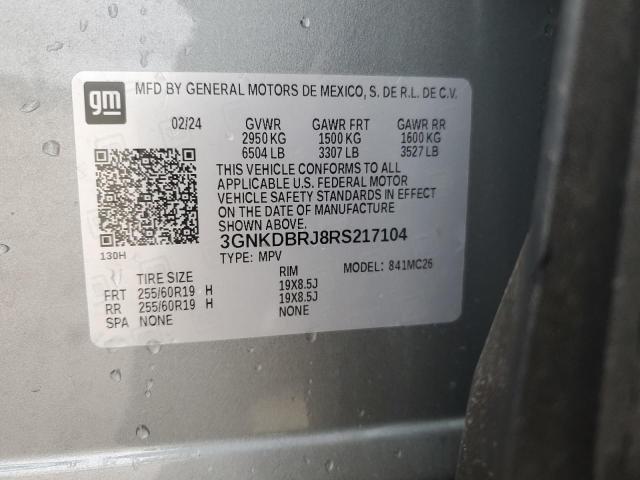 gm
MFD BY GENERAL MOTORS DE MEXICO, S. DE R.L. DE C.V.
02/24 GVWR GAWR FRT GAWR RR
2950 KG 1500 KG 1600 KG
6504 LB 3307 LB 3527 LB
THIS VEHICLE CONFORMS TO ALL
APPLICABLE U.S. FEDERAL MOTOR
VEHICLE SAFETY STANDARDS IN EFFECT
ON THE DATE OF MANUFACTURE
SHOWN ABOVE.
130H
3GNKDBRJ8RS217104
TYPE: MPV MODEL: 841MC26
TIRE SIZE RIM
FRT 255/60R19 H 19X8.5J
RR 255/60R19 H 19X8.5J
SPA NONE NONE